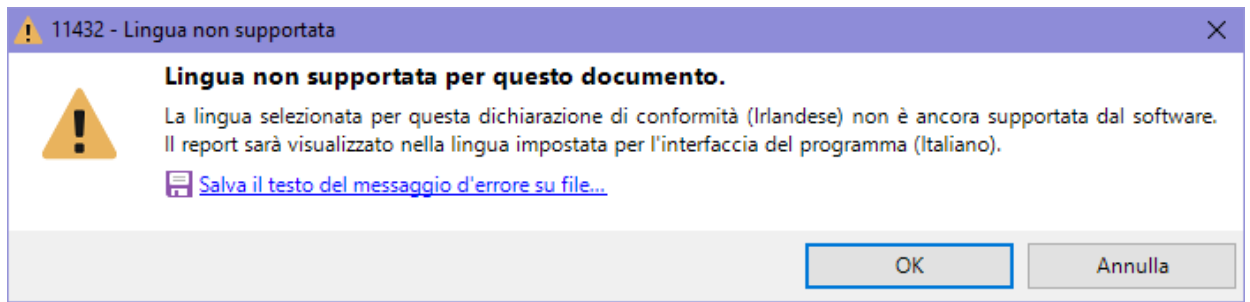 11432 - Lingua non supportata
Lingua non supportata per questo documento.
La lingua selezionata per questa dichiarazione di conformità (Irlandese) non è ancora supportata dal software.
Il report sarà visualizzato nella lingua impostata per l'interfaccia del programma (Italiano).
Salva il testo del messaggio d'errore su file...
OK Annulla